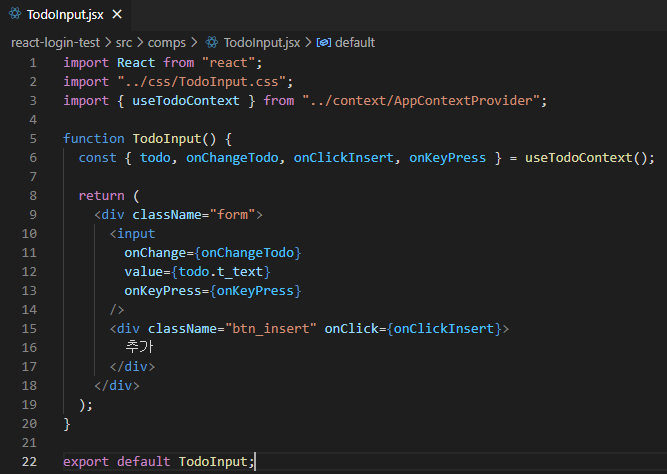 TodoInput.jsx
react-login-test > src > comps > TodoInput.jsx > default
1 import React from "react";
2 import "../css/TodoInput.css";
3 import { useTodoContext } from "../context/AppContextProvider";
4
5 function TodoInput() {
6   const { todo, onChangeTodo, onClickInsert, onKeyPress } = useTodoContext();
7
8   return (
9     <div className="form">
10       <input
11         onChange={onChangeTodo}
12         value={todo.t_text}
13         onKeyPress={onKeyPress}
14       />
15       <div className="btn_insert" onClick={onClickInsert}>
16         추가
17       </div>
18     </div>
19   );
20 }
21
22 export default TodoInput;